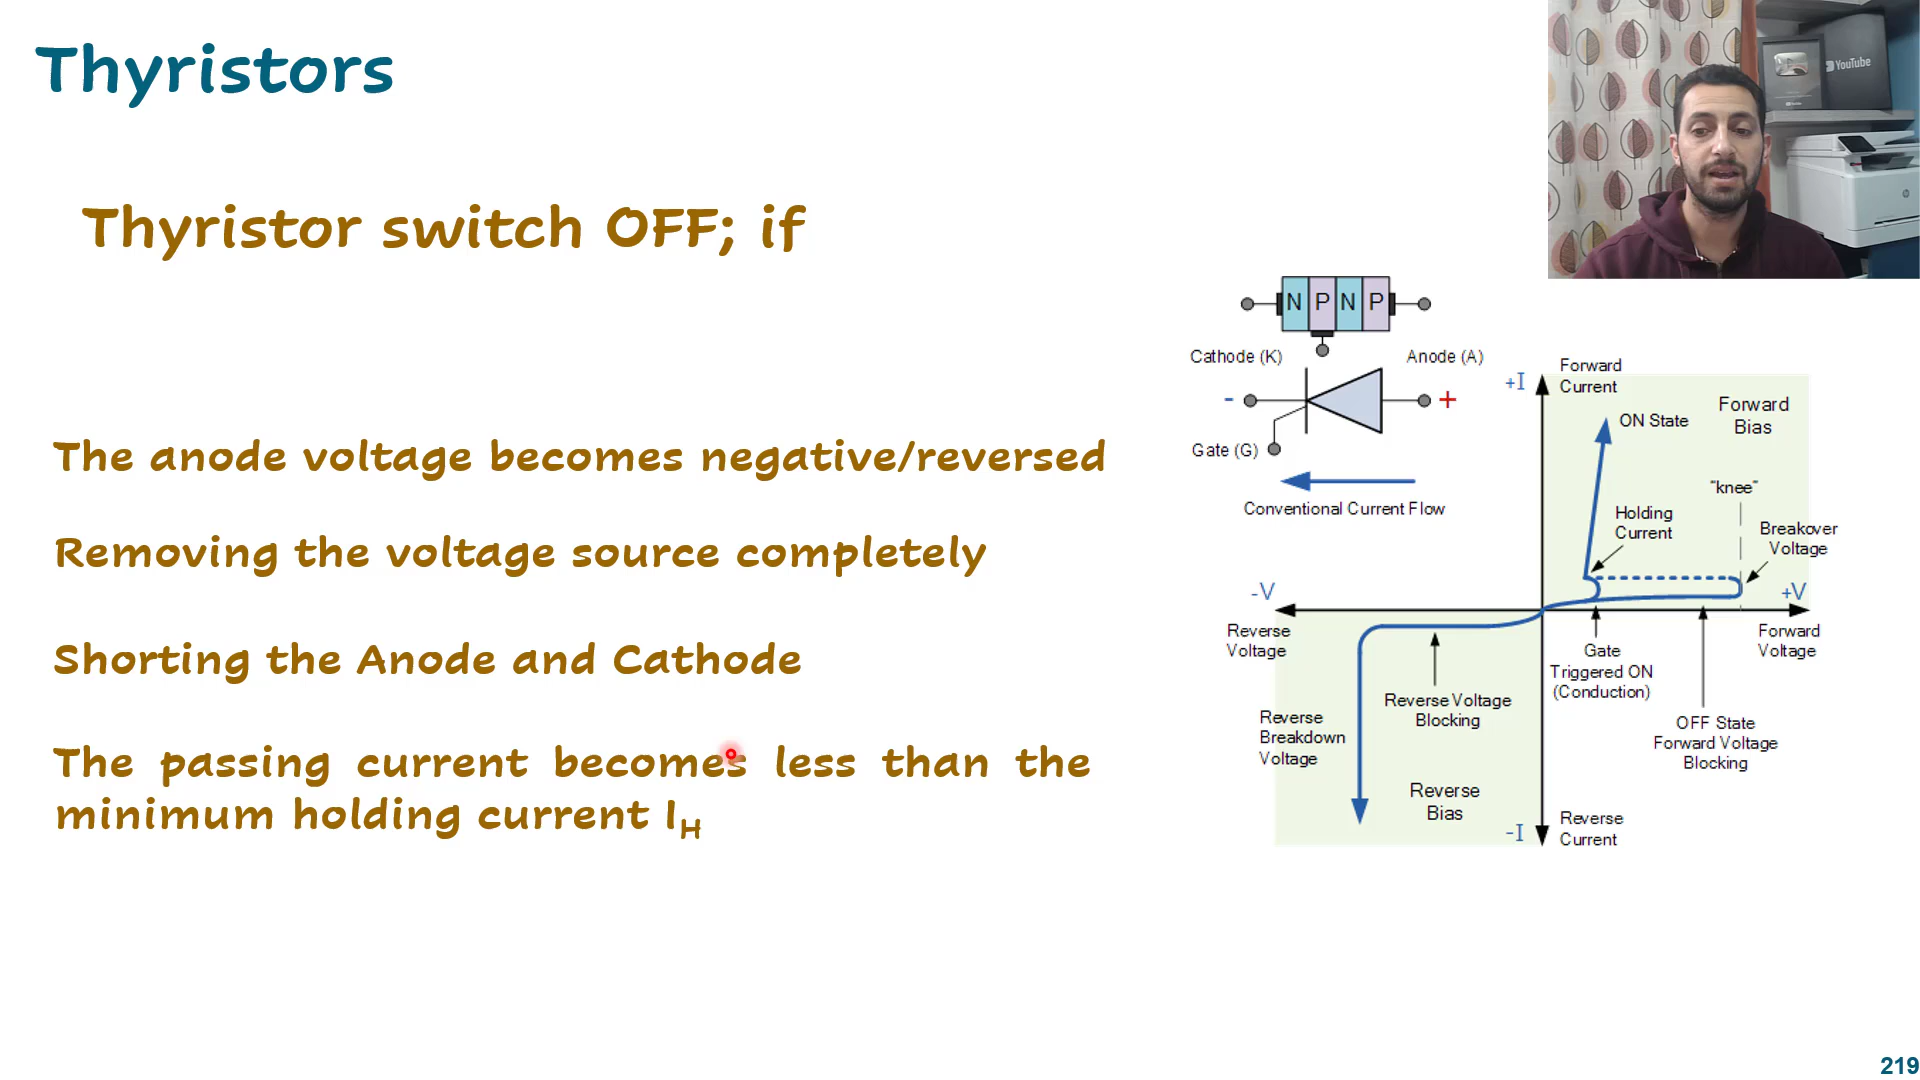 Thyristors
YouTube
Thyristor switch OFF; if
N P N P
Cathode (K)
Anode (A)
- +
Gate (G)
Conventional Current Flow
The anode voltage becomes negative/reversed
Removing the voltage source completely
Shorting the Anode and Cathode
The passing current becomes less than the
minimum holding current I_H
+I
Forward
Current
ON State
Forward
Bias
"knee"
Holding
Current
Breakover
Voltage
-V
+V
Reverse
Voltage
Forward
Voltage
Gate
Triggered ON
(Conduction)
Reverse Voltage
Blocking
OFF State
Forward Voltage
Blocking
Reverse
Breakdown
Voltage
Reverse
Bias
-I
Reverse
Current
219